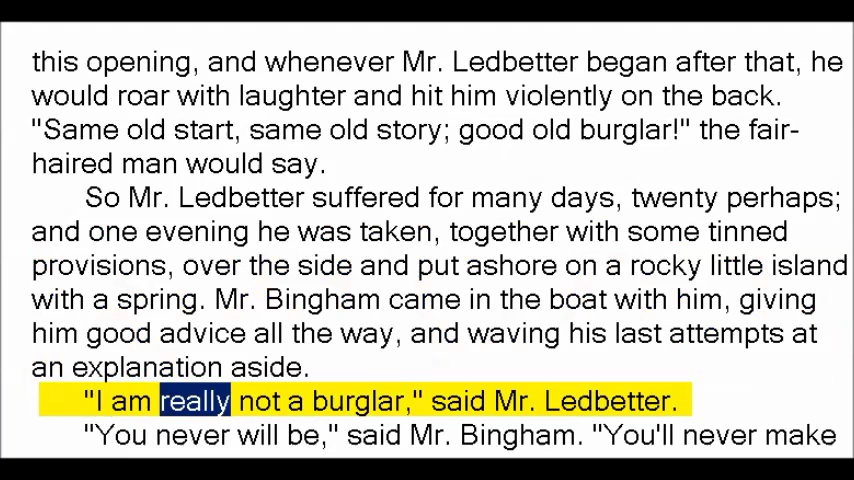 this opening, and whenever Mr. Ledbetter began after that, he
would roar with laughter and hit him violently on the back.
"Same old start, same old story; good old burglar!" the fair-
haired man would say.
So Mr. Ledbetter suffered for many days, twenty perhaps;
and one evening he was taken, together with some tinned
provisions, over the side and put ashore on a rocky little island
with a spring. Mr. Bingham came in the boat with him, giving
him good advice all the way, and waving his last attempts at
an explanation aside.
"I am really not a burglar," said Mr. Ledbetter.
"You never will be," said Mr. Bingham. "You'll never make